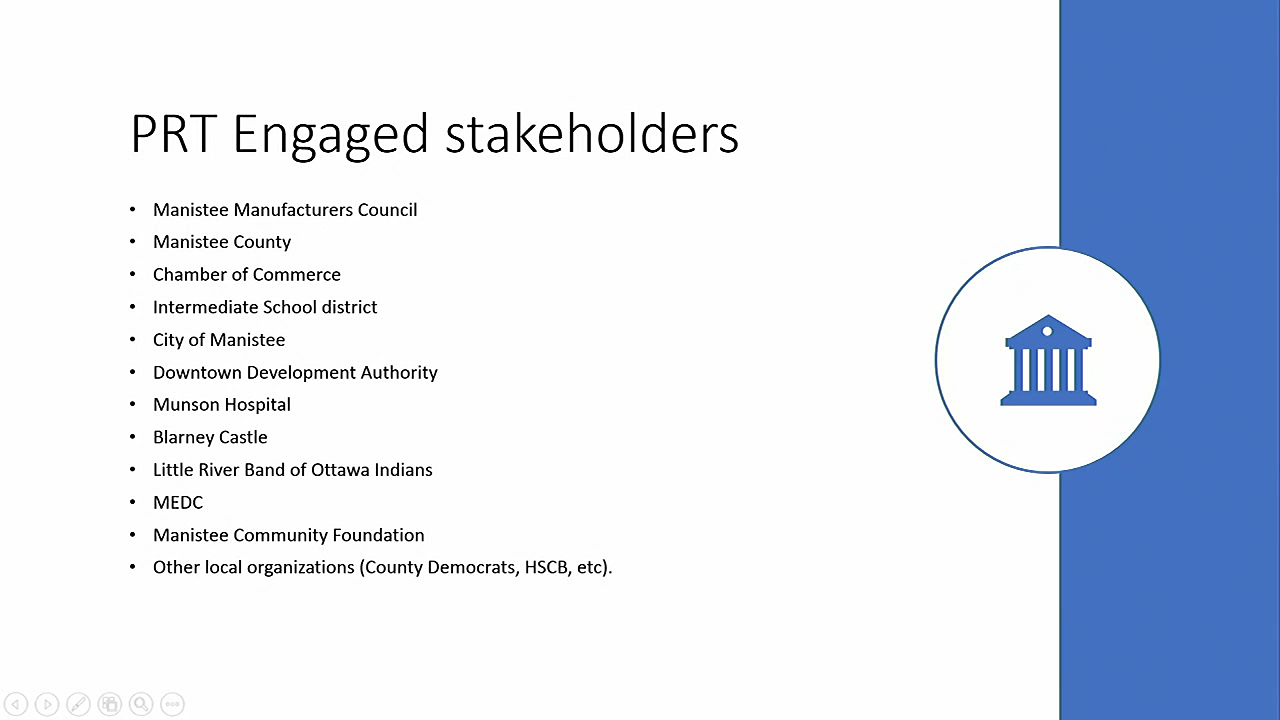 PRT Engaged stakeholders
• Manistee Manufacturers Council
• Manistee County
• Chamber of Commerce
• Intermediate School district
• City of Manistee
• Downtown Development Authority
• Munson Hospital
• Blarney Castle
• Little River Band of Ottawa Indians
• MEDC
• Manistee Community Foundation
• Other local organizations (County Democrats, HSCB, etc).